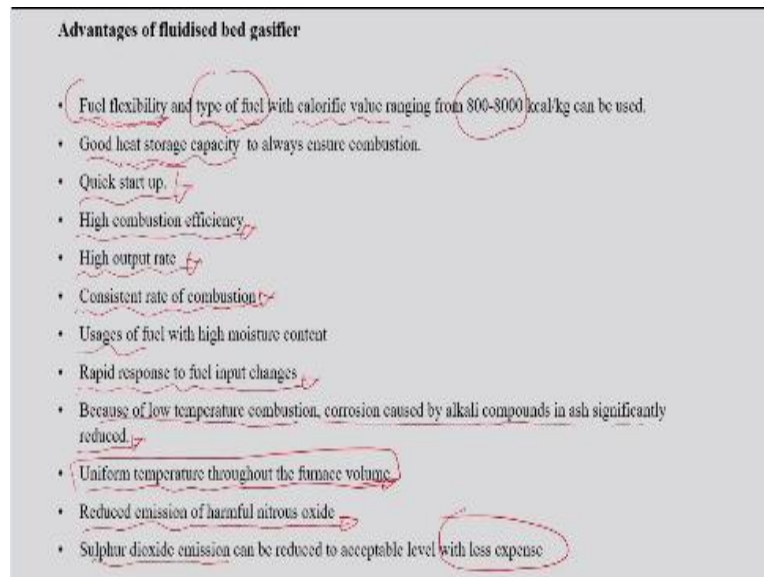 Advantages of fluidised bed gasifier
• Fuel flexibility and type of fuel with calorific value ranging from 800-8000 kcal/kg can be used.
• Good heat storage capacity to always ensure combustion.
• Quick start up.
• High combustion efficiency
• High output rate
• Consistent rate of combustion
• Usages of fuel with high moisture content
• Rapid response to fuel input changes
• Because of low temperature combustion, corrosion caused by alkali compounds in ash significantly
reduced.
• Uniform temperature throughout the furnace volume
• Reduced emission of harmful nitrous oxide
• Sulphur dioxide emission can be reduced to acceptable level with less expense